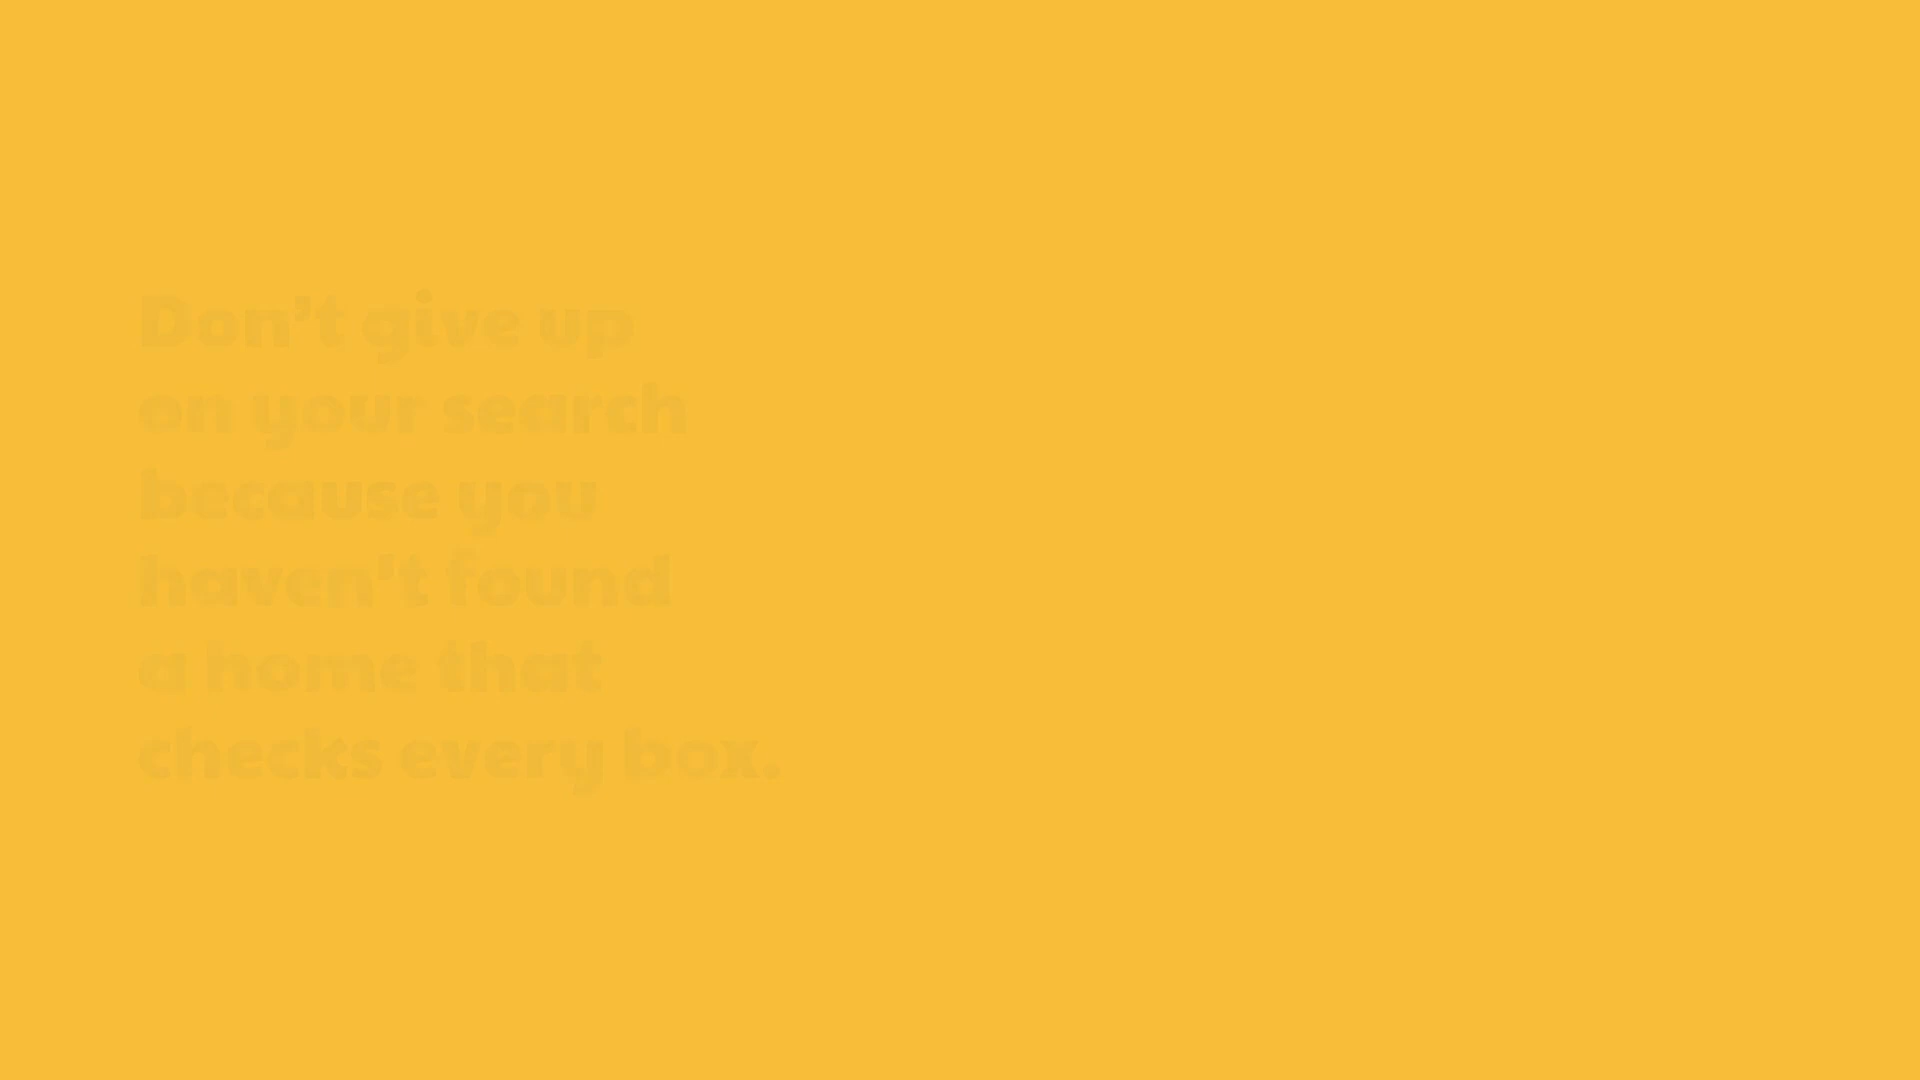 Don’t give up
on your search
because you
haven’t found
a home that
checks every box.